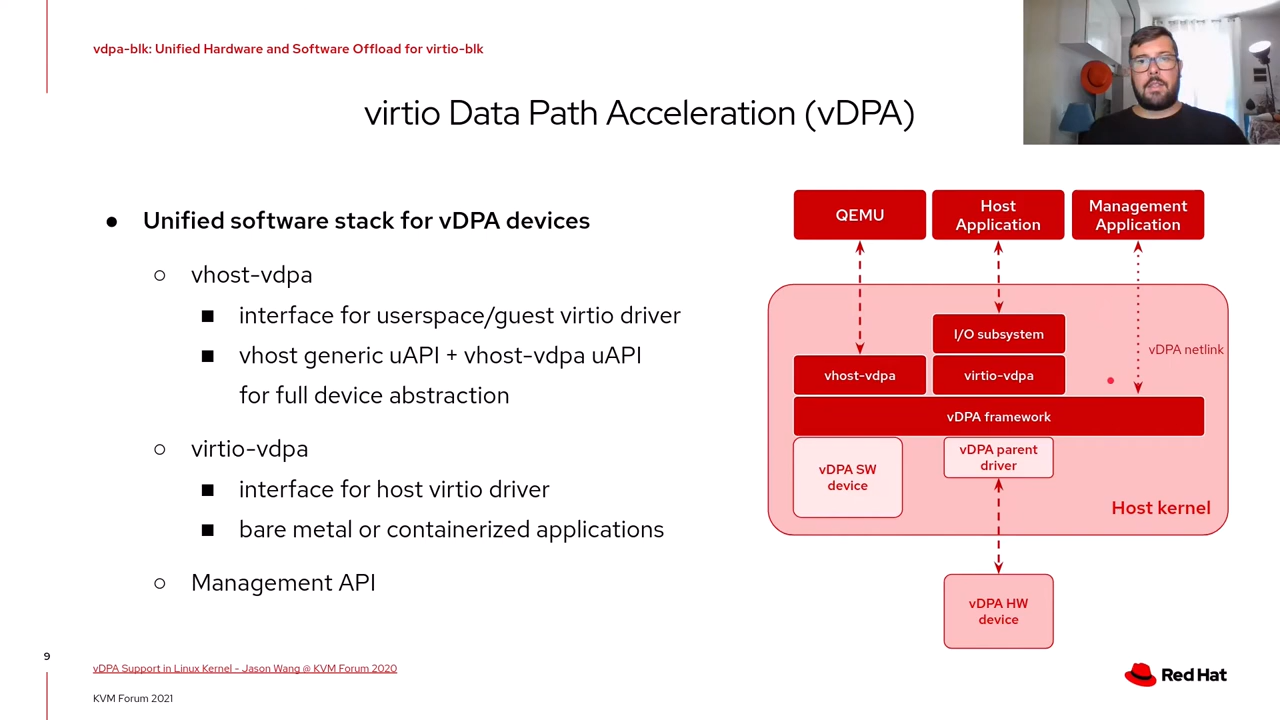 vdpa-blk: Unified Hardware and Software Offload for virtio-blk
virtio Data Path Acceleration (vDPA)
● Unified software stack for vDPA devices
○ vhost-vdpa
■ interface for userspace/guest virtio driver
■ vhost generic uAPI + vhost-vdpa uAPI
for full device abstraction
○ virtio-vdpa
■ interface for host virtio driver
■ bare metal or containerized applications
○ Management API
QEMU
Host
Application
Management
Application
I/O subsystem
vDPA netlink
vhost-vdpa
virtio-vdpa
vDPA framework
vDPA SW
device
vDPA parent
driver
Host kernel
vDPA HW
device
9
vDPA Support in Linux Kernel - Jason Wang @ KVM Forum 2020
KVM Forum 2021
Red Hat